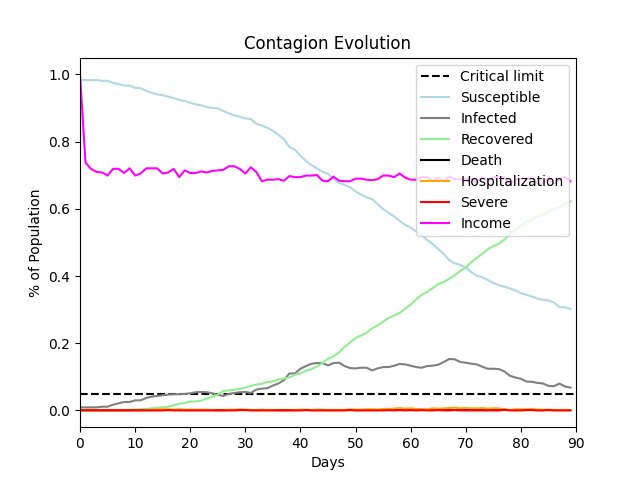 Contagion Evolution
1.0
0.8
0.6
0.4
0.2
0.0
% of Population
Critical limit
Susceptible
Infected
Recovered
Death
Hospitalization
Severe
Income
0 10 20 30 40 50 60 70 80 90
Days